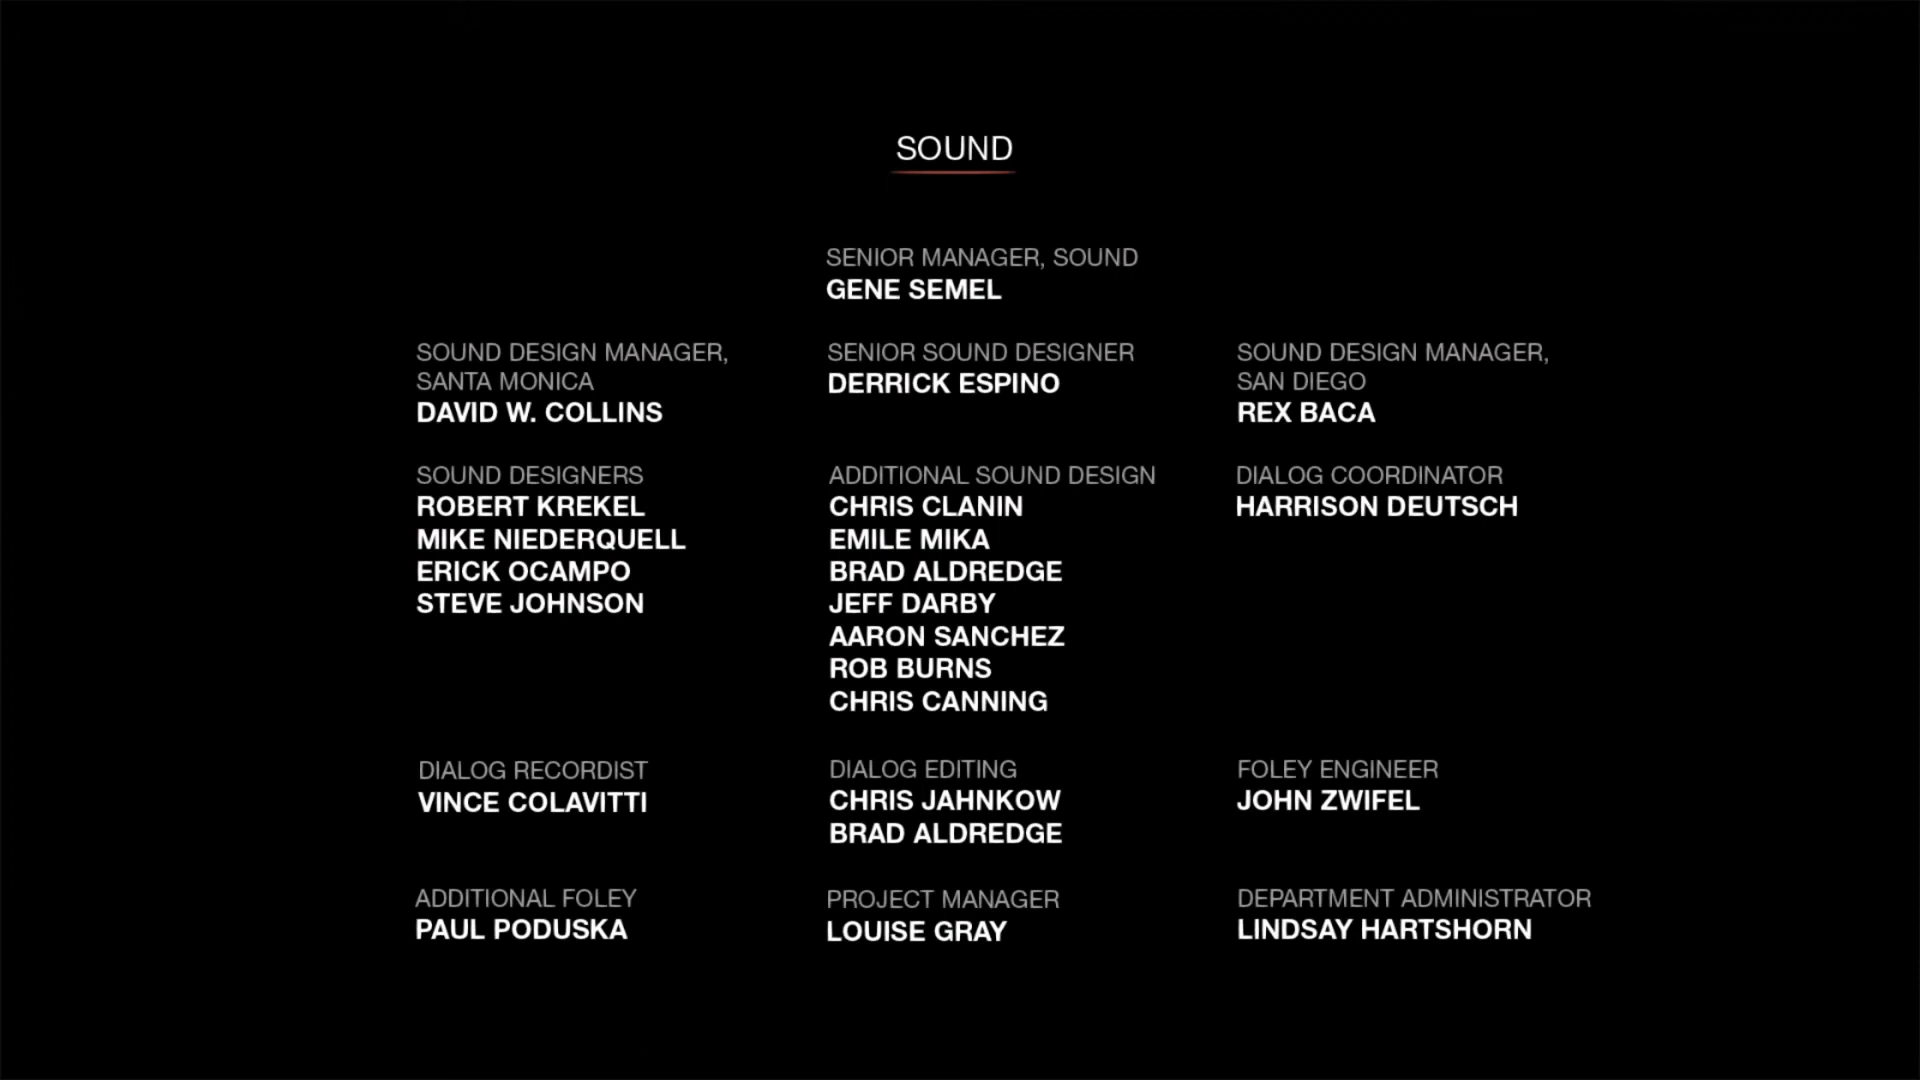 SOUND
SENIOR MANAGER, SOUND
GENE SEMEL
SOUND DESIGN MANAGER,
SANTA MONICA
DAVID W. COLLINS
SENIOR SOUND DESIGNER
DERRICK ESPINO
SOUND DESIGN MANAGER,
SAN DIEGO
REX BACA
SOUND DESIGNERS
ROBERT KREKEL
MIKE NIEDERQUELL
ERICK OCAMPO
STEVE JOHNSON
ADDITIONAL SOUND DESIGN
CHRIS CLANIN
EMILE MIKA
BRAD ALDREDGE
JEFF DARBY
AARON SANCHEZ
ROB BURNS
CHRIS CANNING
DIALOG COORDINATOR
HARRISON DEUTSCH
DIALOG RECORDIST
VINCE COLAVITTI
DIALOG EDITING
CHRIS JAHNKOW
BRAD ALDREDGE
FOLEY ENGINEER
JOHN ZWIFEL
ADDITIONAL FOLEY
PAUL PODUSKA
PROJECT MANAGER
LOUISE GRAY
DEPARTMENT ADMINISTRATOR
LINDSAY HARTSHORN